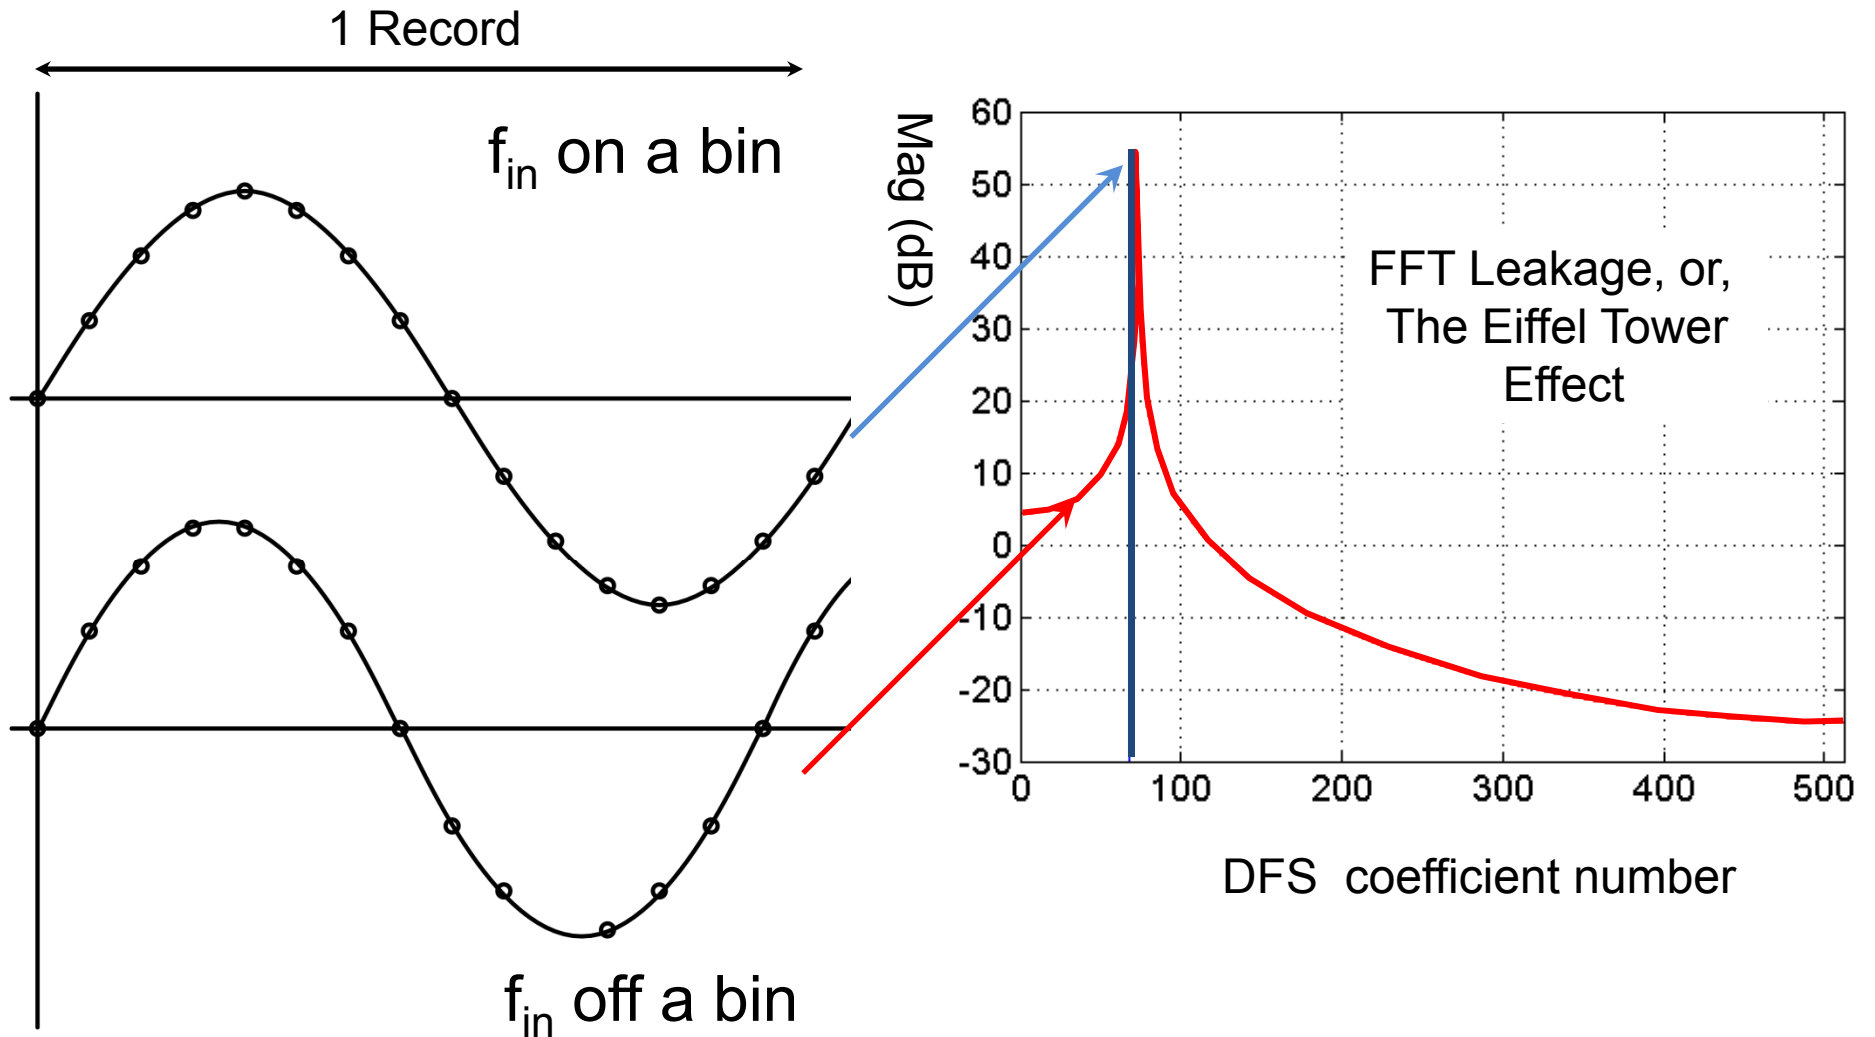 1 Record
fin on a bin
fin off a bin
Mag (dB)
60
50
40
30
20
10
0
-10
-20
-30
0 100 200 300 400 500
FFT Leakage, or,
The Eiffel Tower
Effect
DFS coefficient number